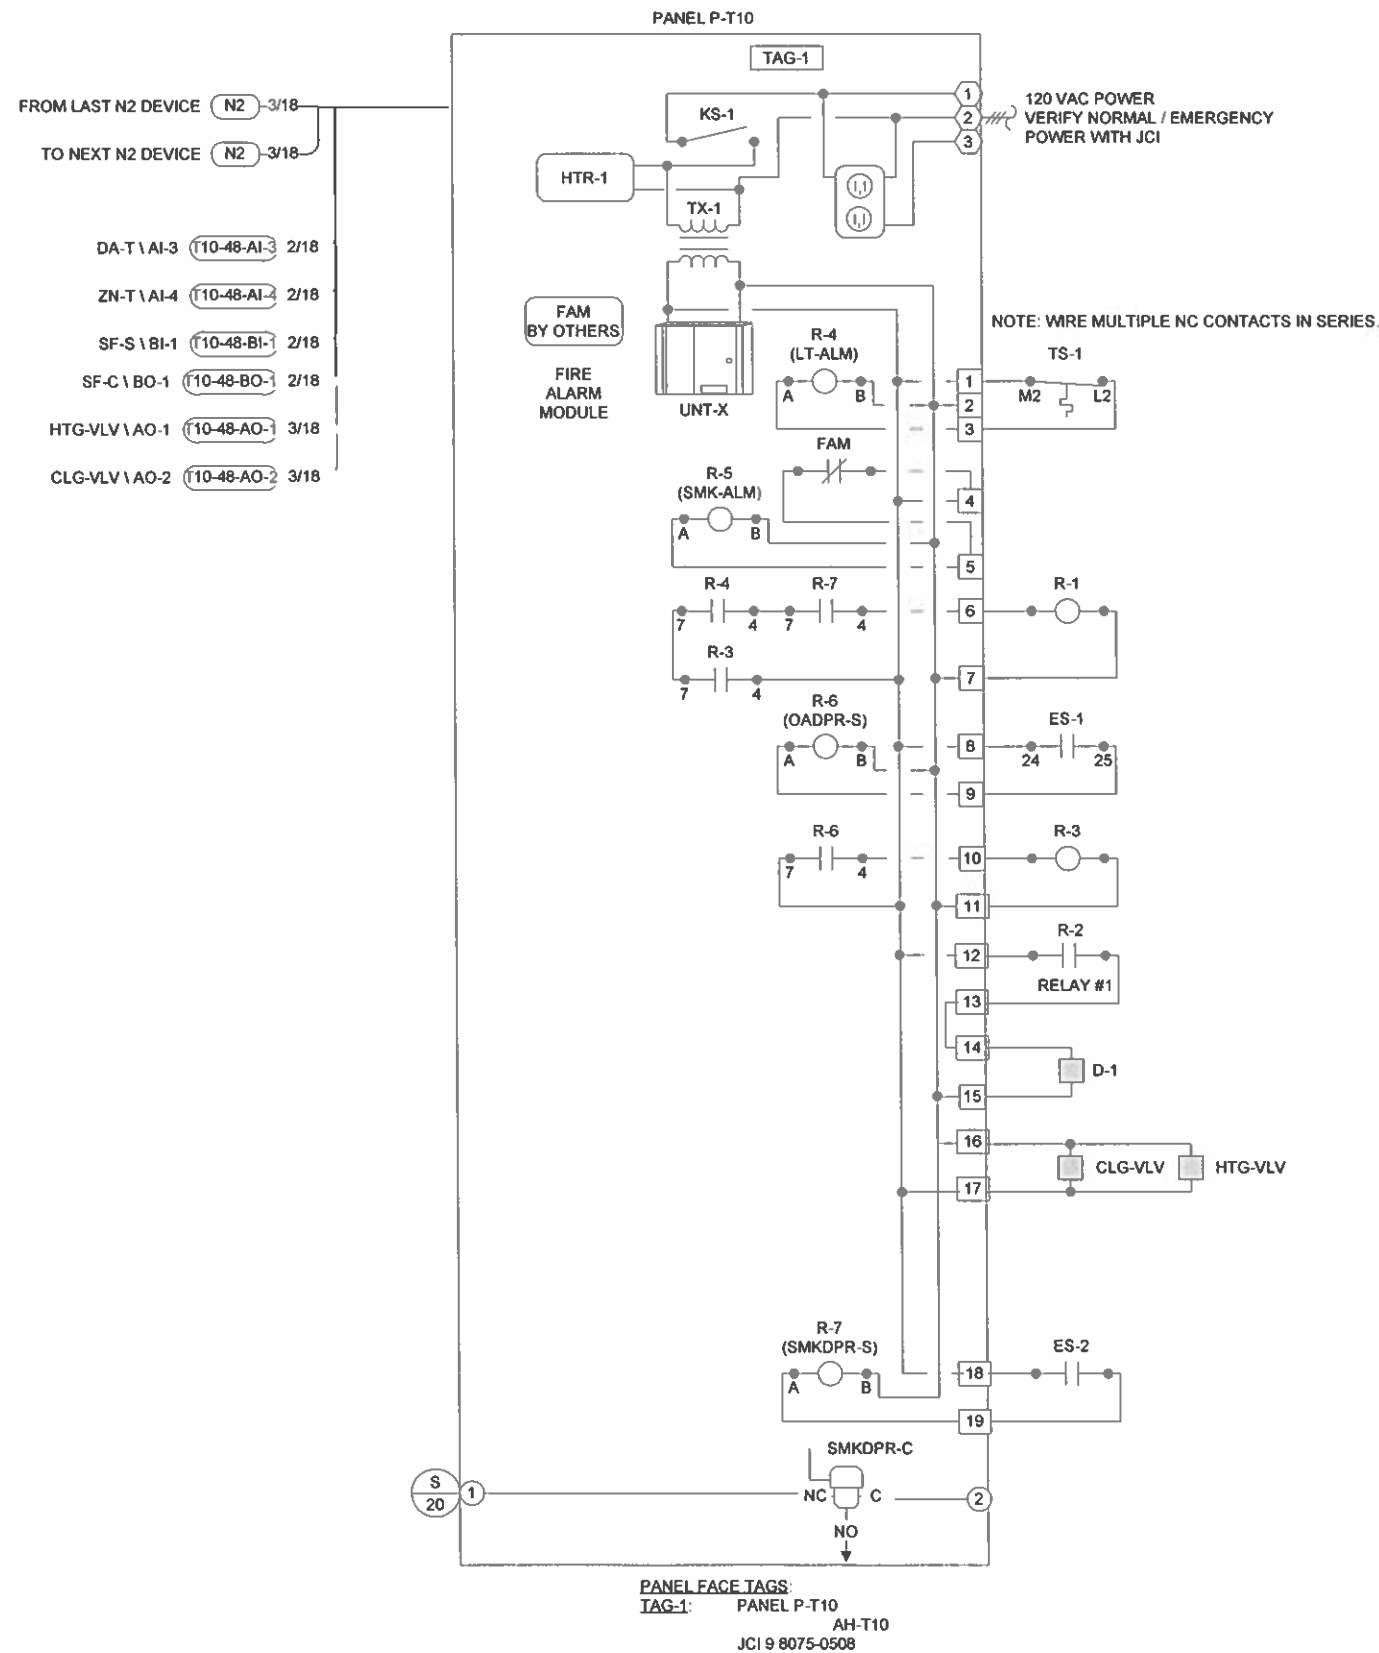 PANEL P-T10
TAG-1
FROM LAST N2 DEVICE N2 3/18
TO NEXT N2 DEVICE N2 3/18
1
2
3
120 VAC POWER
VERIFY NORMAL / EMERGENCY
POWER WITH JCI
KS-1
HTR-1
TX-1
DA-T \ AI-3 T10-48-AI-3 2/18
ZN-T \ AI-4 T10-48-AI-4 2/18
SF-S \ BI-1 T10-48-BI-1 2/18
SF-C \ BO-1 T10-48-BO-1 2/18
HTG-VLV \ AO-1 T10-48-AO-1 3/18
CLG-VLV \ AO-2 T10-48-AO-2 3/18
FAM
BY OTHERS
FIRE
ALARM
MODULE
UNT-X
NOTE: WIRE MULTIPLE NC CONTACTS IN SERIES.
R-4
(LT-ALM)
A B
1
2
3
TS-1
M2 L2
FAM
R-5
(SMK-ALM)
A B
4
5
R-4 R-7
7 4 7 4
6
R-1
R-3
7 4
7
R-6
(OADPR-S)
A B
8
9
ES-1
24 25
R-6
7 4
10
11
R-3
12
R-2
RELAY #1
13
14
D-1
15
16
CLG-VLV HTG-VLV
17
R-7
(SMKDPR-S)
A B
18
19
ES-2
SMKDPR-C
S
20
1
NC C
2
NO
PANEL FACE TAGS:
TAG-1: PANEL P-T10
AH-T10
JCI 9 8075-0508